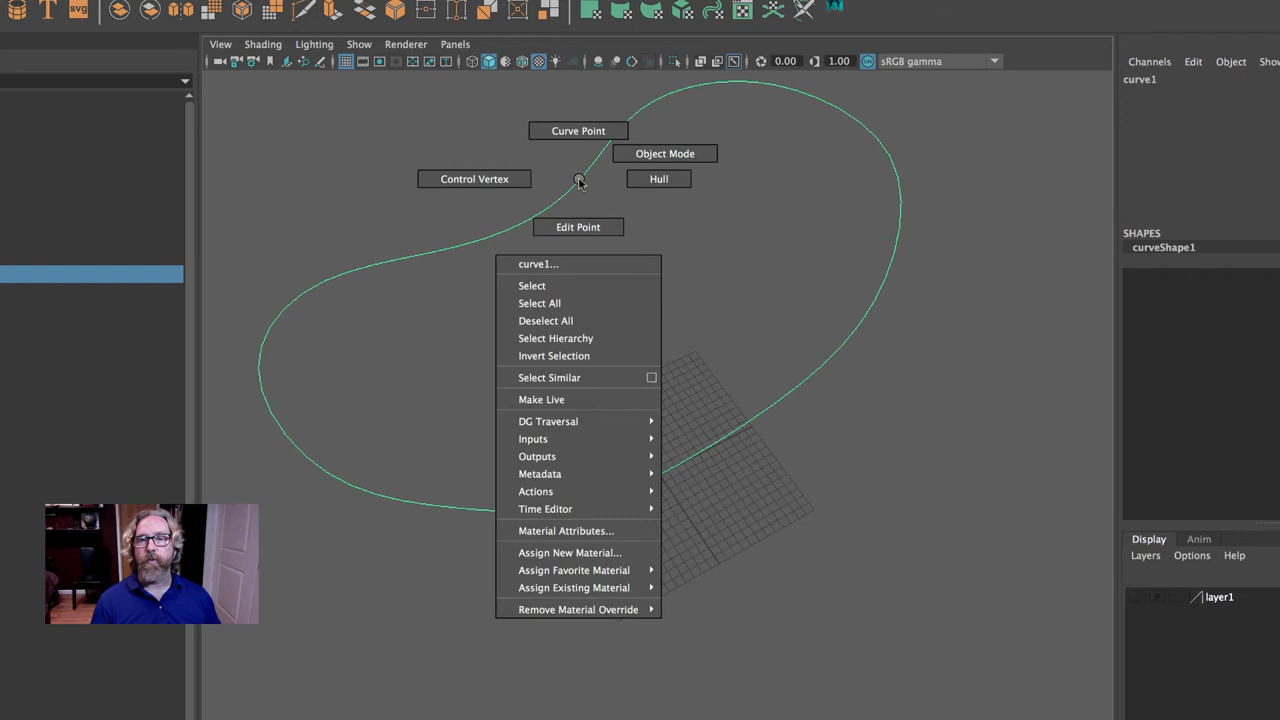 T svg
View Shading Lighting Show Renderer Panels
0.00 1.00 sRGB gamma
Channels Edit Object
curve1
Curve Point
Object Mode
Control Vertex
Hull
Edit Point
curve1...
Select
Select All
Deselect All
Select Hierarchy
Invert Selection
Select Similar
Make Live
DG Traversal
Inputs
Outputs
Metadata
Actions
Time Editor
Material Attributes...
Assign New Material...
Assign Favorite Material
Assign Existing Material
Remove Material Override
SHAPES
curveShape1
Display Anim
Layers Options Help
layer1